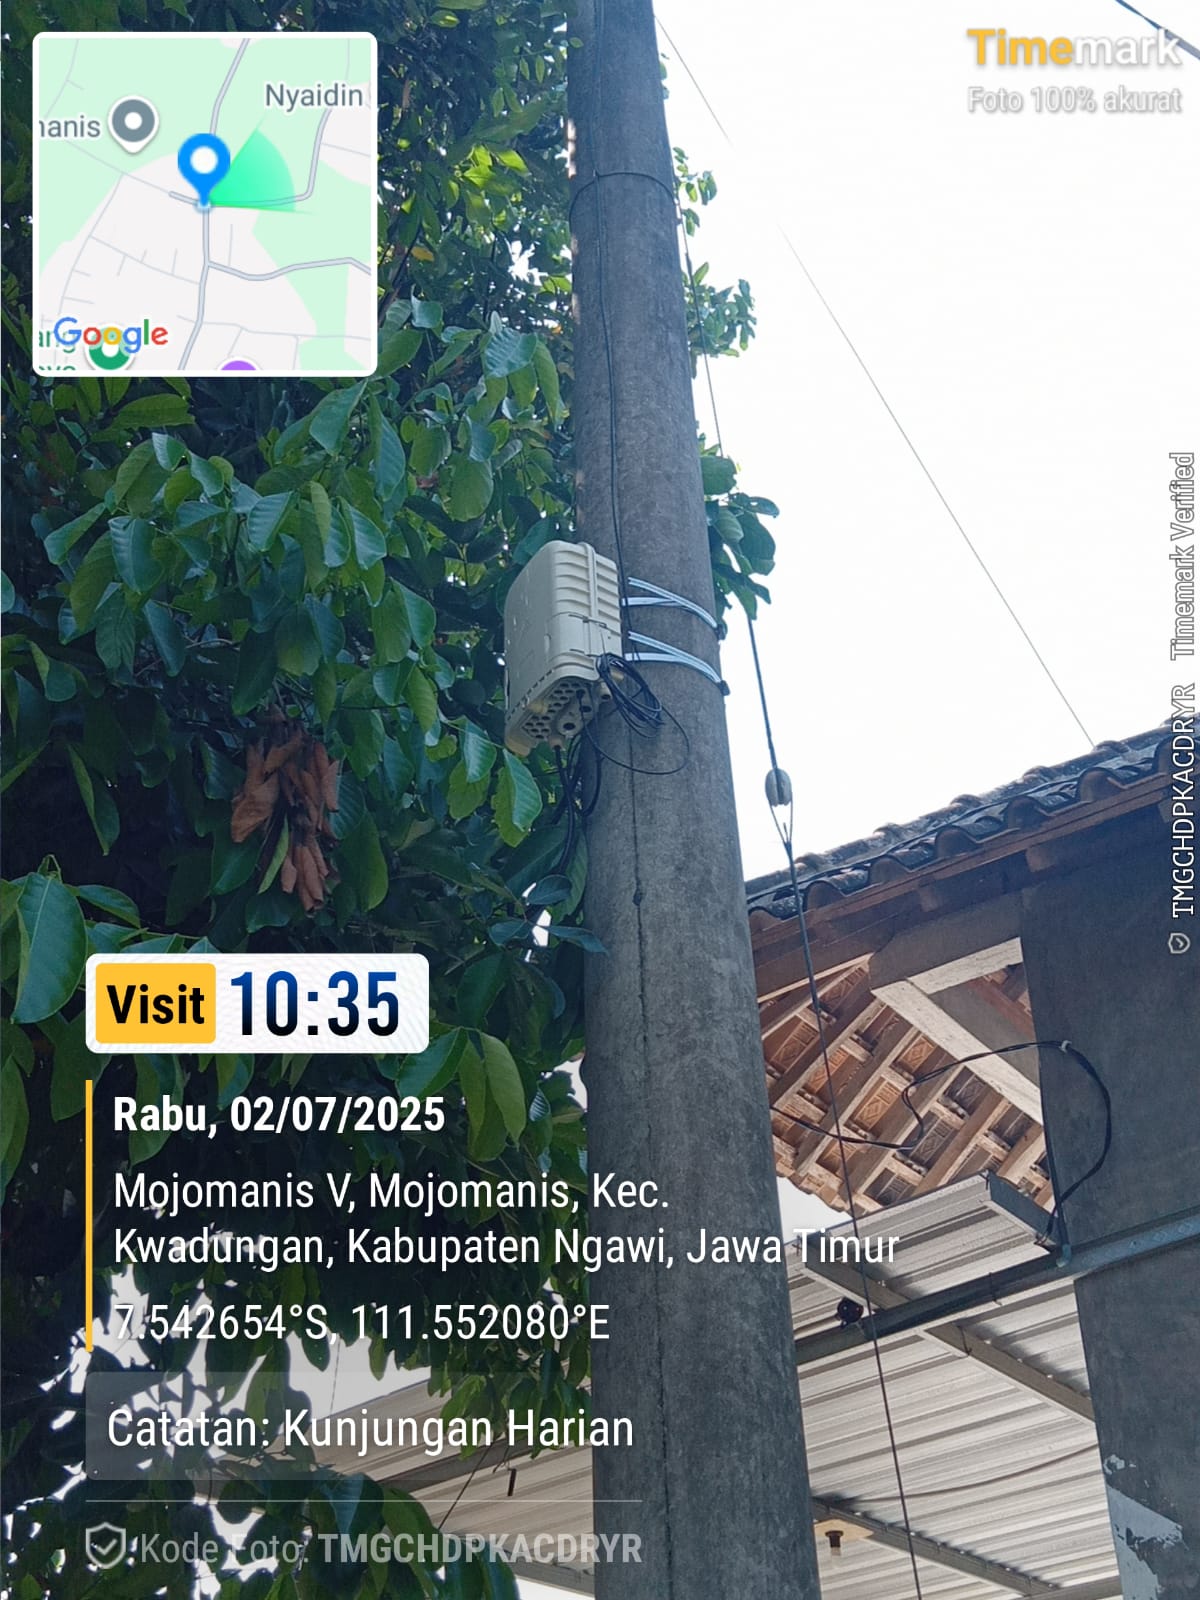 Nyaidin
anis
Google
Timemark
Foto 100% akurat
TMGCHDPKACDRYR Timemark Verified
Visit 10:35
Rabu, 02/07/2025
Mojomanis V, Mojomanis, Kec.
Kwadungan, Kabupaten Ngawi, Jawa Timur
7.542654°S, 111.552080°E
Catatan: Kunjungan Harian
Kode Foto: TMGCHDPKACDRYR